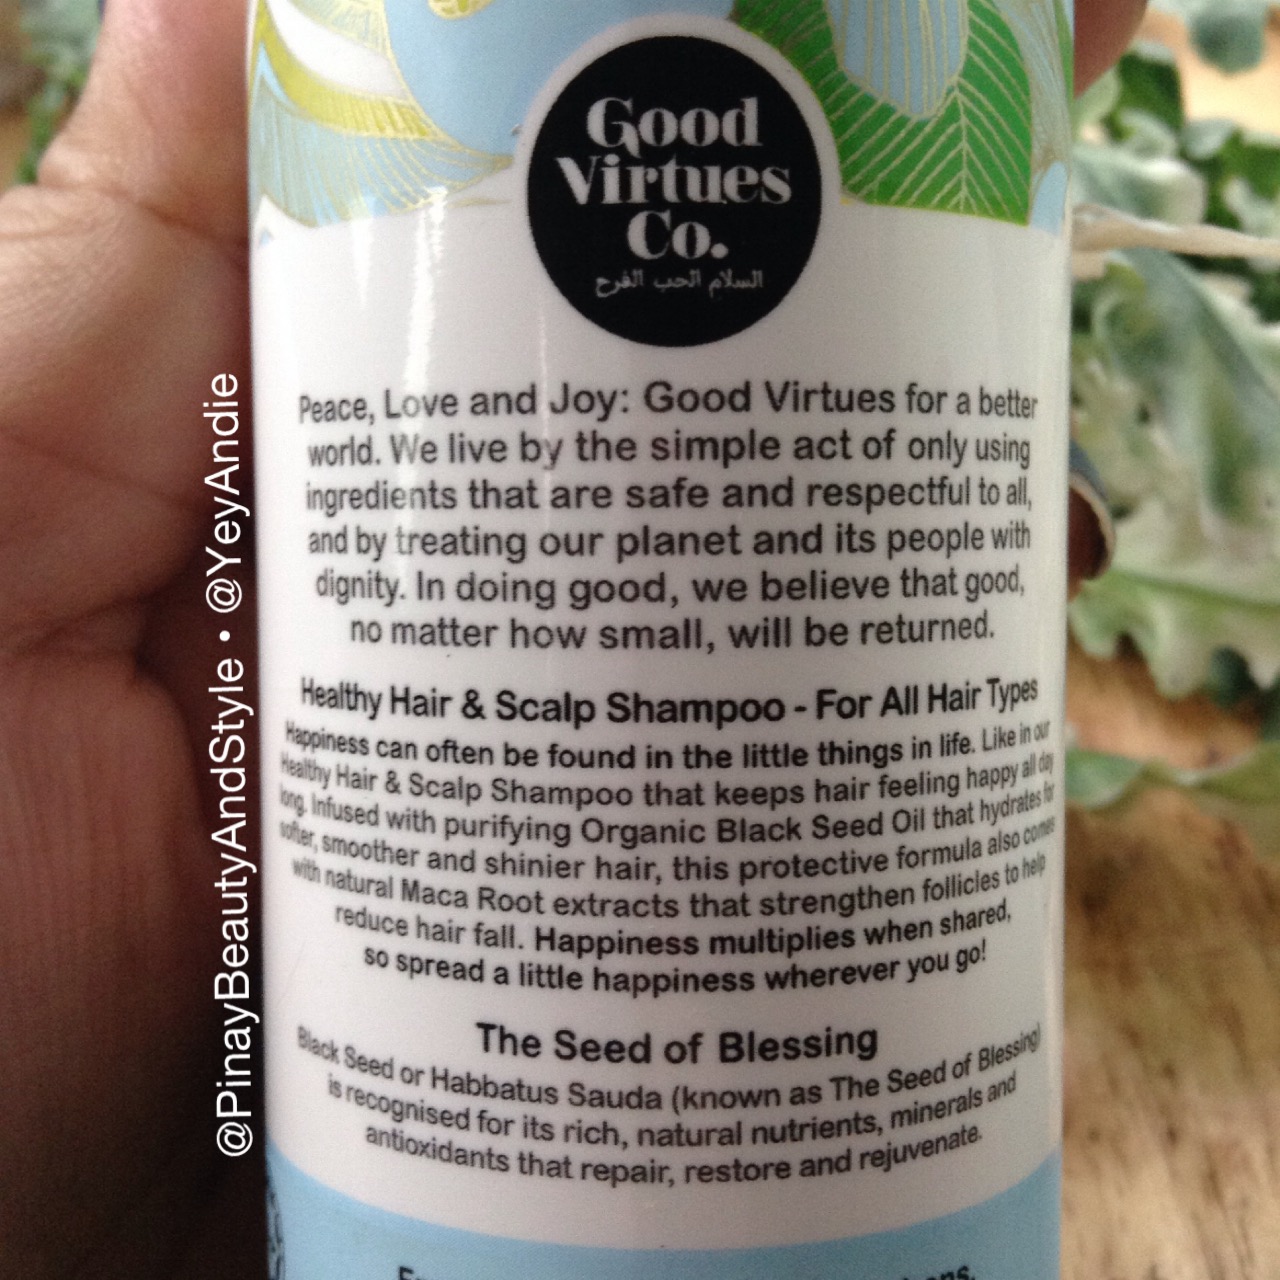 Good
Virtues
Co.
السلام الحب الفرح
Peace, Love and Joy: Good Virtues for a better
world. We live by the simple act of only using
ingredients that are safe and respectful to all,
and by treating our planet and its people with
dignity. In doing good, we believe that good,
no matter how small, will be returned.
Healthy Hair & Scalp Shampoo - For All Hair Types
Happiness can often be found in the little things in life. Like in our
Healthy Hair & Scalp Shampoo that keeps hair feeling happy all day
long. Infused with purifying Organic Black Seed Oil that hydrates for
softer, smoother and shinier hair, this protective formula also comes
with natural Maca Root extracts that strengthen follicles to help
reduce hair fall. Happiness multiplies when shared,
so spread a little happiness wherever you go!
The Seed of Blessing
Black Seed or Habbatus Sauda (known as The Seed of Blessing)
is recognised for its rich, natural nutrients, minerals and
antioxidants that repair, restore and rejuvenate.
@PinayBeautyAndStyle • @YeyAndie